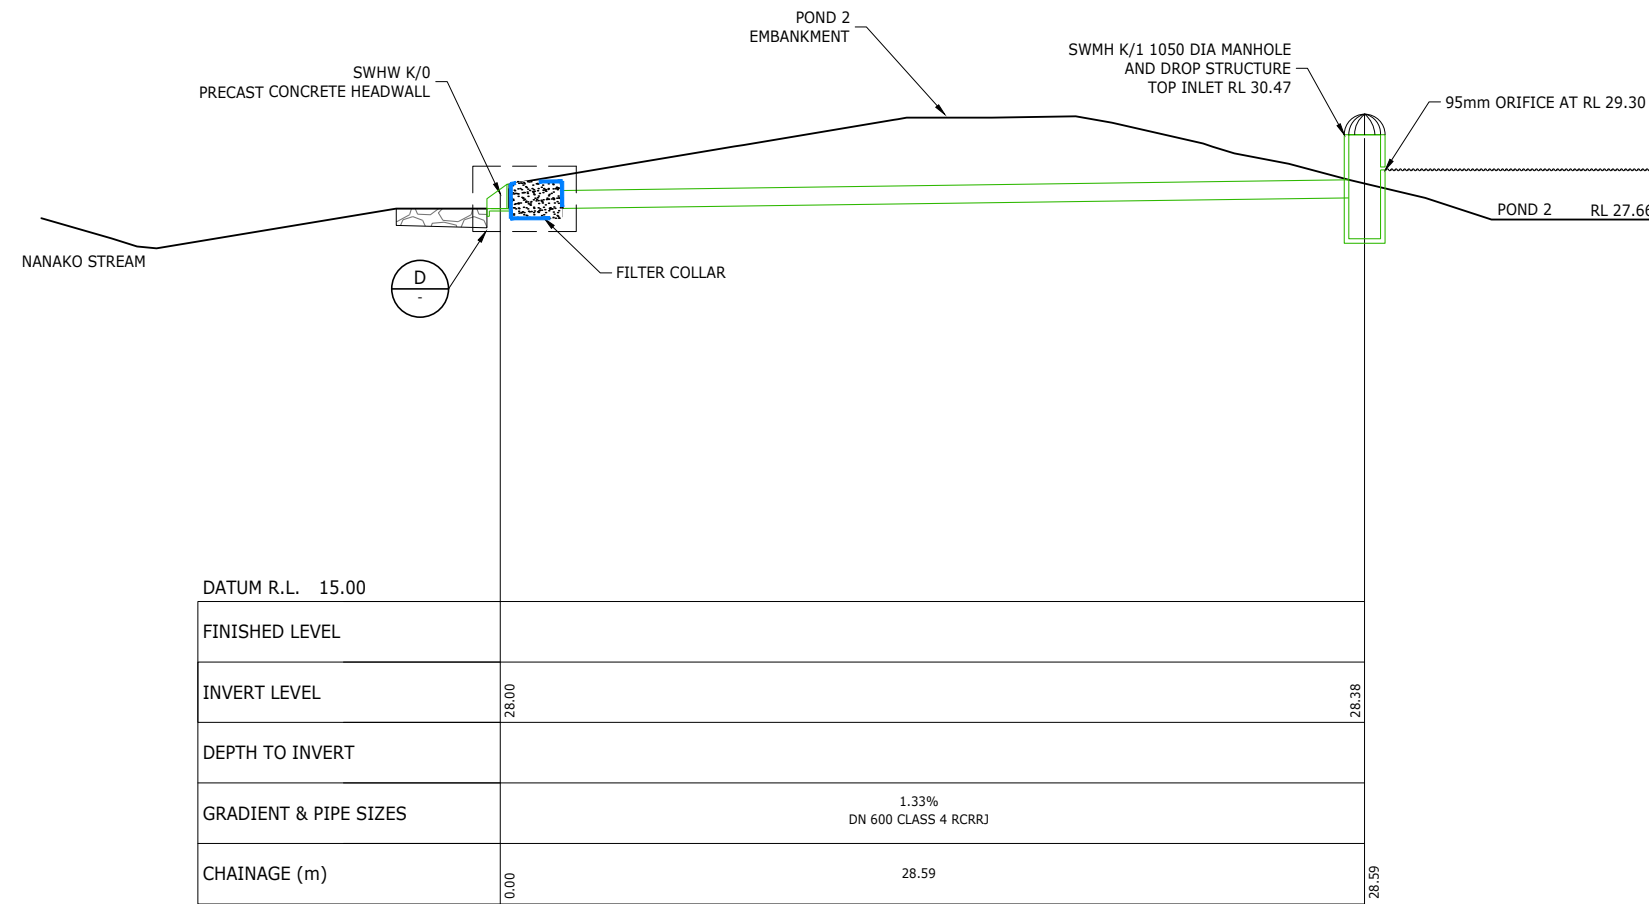 POND 2
EMBANKMENT
SWMH K/1 1050 DIA MANHOLE
AND DROP STRUCTURE
TOP INLET RL 30.47
SWHW K/0
PRECAST CONCRETE HEADWALL
95mm ORIFICE AT RL 29.30
POND 2 RL 27.66
NANAKO STREAM
D
-
FILTER COLLAR
DATUM R.L. 15.00
FINISHED LEVEL
INVERT LEVEL 28.00 28.38
DEPTH TO INVERT
GRADIENT & PIPE SIZES
1.33%
DN 600 CLASS 4 RCRRJ
CHAINAGE (m) 0.00 28.59 28.59